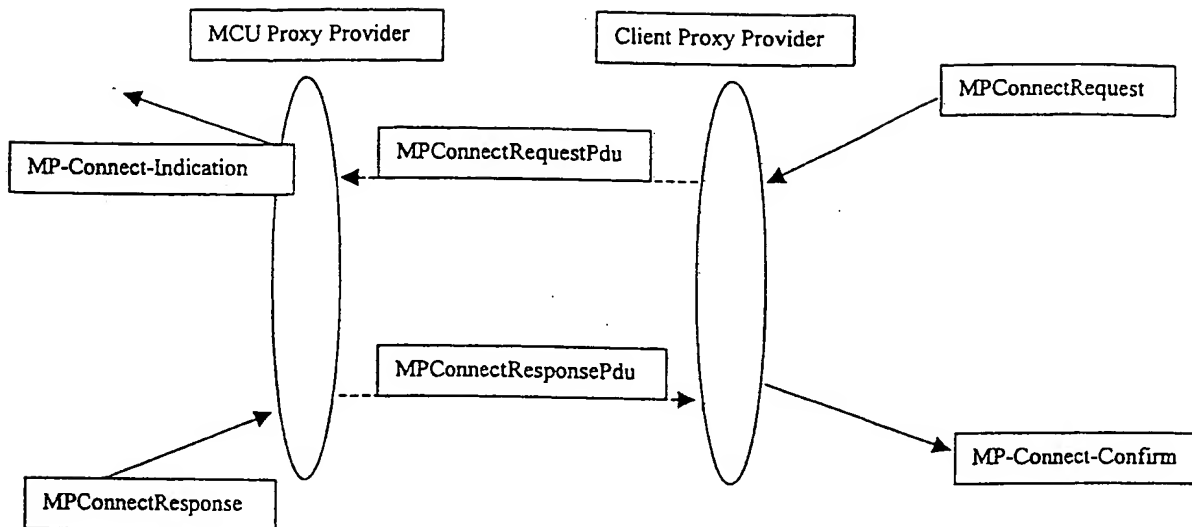 MCU Proxy Provider
Client Proxy Provider
MPConnectRequest
MP-Connect-Indication
MPConnectRequestPdu
MPConnectResponsePdu
MP-Connect-Confirm
MPConnectResponse